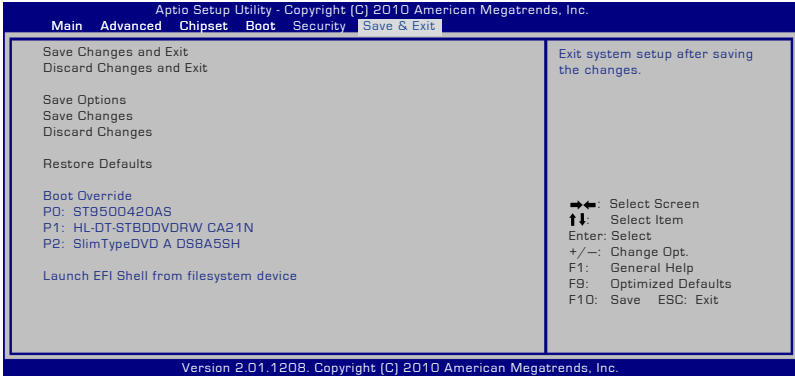 Aptio Setup Utility - Copyright (C) 2010 American Megatrends, Inc.
Main Advanced Chipset Boot Security Save & Exit
Save Changes and Exit
Discard Changes and Exit
Save Options
Save Changes
Discard Changes
Restore Defaults
Boot Override
P0: ST9500420AS
P1: HL-DT-STBDDVDRW CA21N
P2: SlimTypeDVD A DS8A5SH
Launch EFI Shell from filesystem device
Exit system setup after saving
the changes.
➡⬅: Select Screen
⬆⬇: Select Item
Enter: Select
+/—: Change Opt.
F1: General Help
F9: Optimized Defaults
F10: Save ESC: Exit
Version 2.01.1208. Copyright (C) 2010 American Megatrends, Inc.